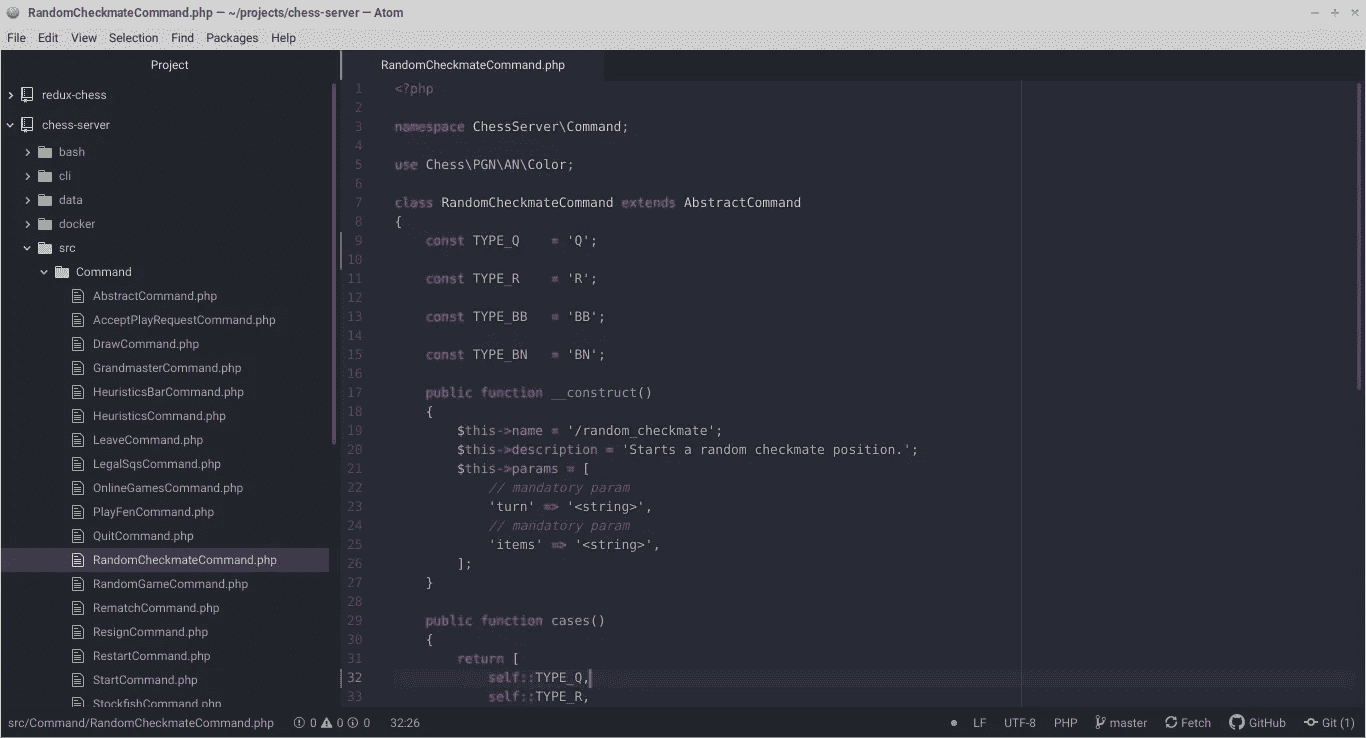 RandomCheckmateCommand.php — ~/projects/chess-server — Atom
File Edit View Selection Find Packages Help
Project
redux-chess
chess-server
bash
cli
data
docker
src
Command
AbstractCommand.php
AcceptPlayRequestCommand.php
DrawCommand.php
GrandmasterCommand.php
HeuristicsBarCommand.php
HeuristicsCommand.php
LeaveCommand.php
LegalSqsCommand.php
OnlineGamesCommand.php
PlayFenCommand.php
QuitCommand.php
RandomCheckmateCommand.php
RandomGameCommand.php
RematchCommand.php
ResignCommand.php
RestartCommand.php
StartCommand.php
StockfishCommand.php
RandomCheckmateCommand.php
1 <?php
2
3 namespace ChessServer\Command;
4
5 use Chess\PGN\AN\Color;
6
7 class RandomCheckmateCommand extends AbstractCommand
8 {
9 const TYPE_Q = 'Q';
10
11 const TYPE_R = 'R';
12
13 const TYPE_BB = 'BB';
14
15 const TYPE_BN = 'BN';
16
17 public function __construct()
18 {
19 $this->name = '/random_checkmate';
20 $this->description = 'Starts a random checkmate position.';
21 $this->params = [
22 // mandatory param
23 'turn' => '<string>',
24 // mandatory param
25 'items' => '<string>',
26 ];
27 }
28
29 public function cases()
30 {
31 return [
32 self::TYPE_Q,
33 self::TYPE_R,
src/Command/RandomCheckmateCommand.php 0 0 0 32:26 LF UTF-8 PHP master Fetch GitHub Git (1)